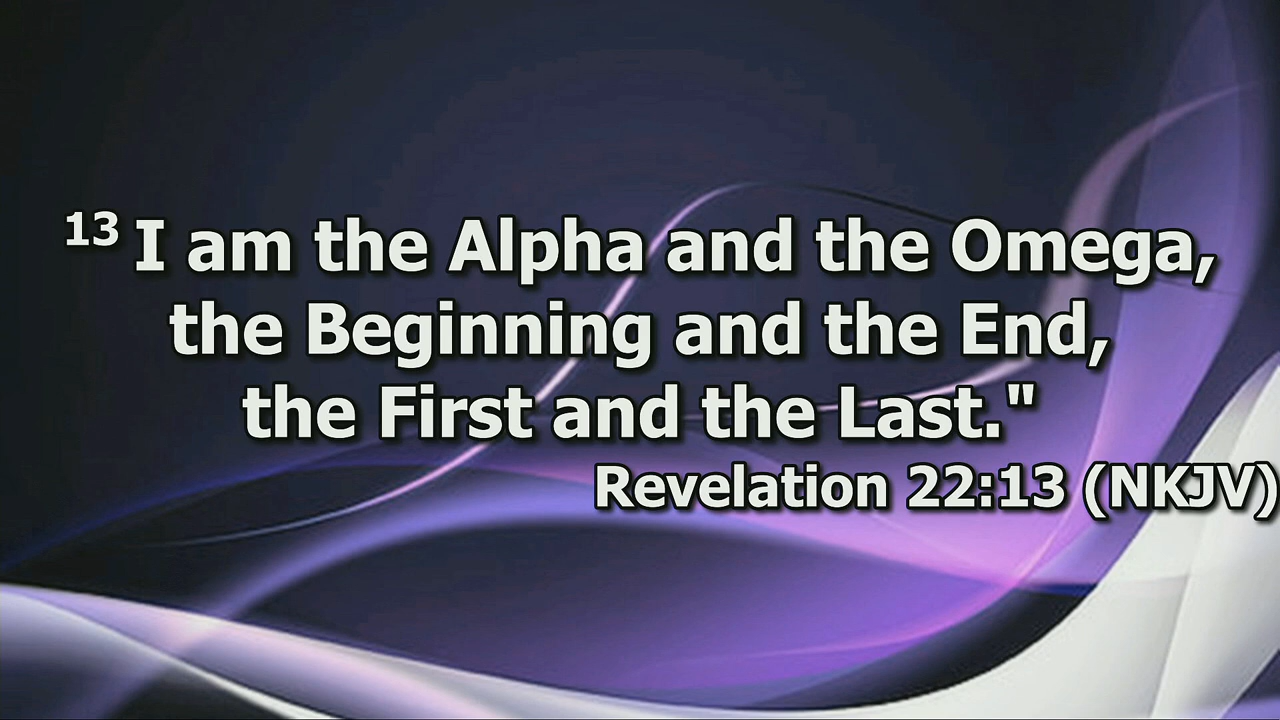 13 I am the Alpha and the Omega,
the Beginning and the End,
the First and the Last."
Revelation 22:13 (NKJV)